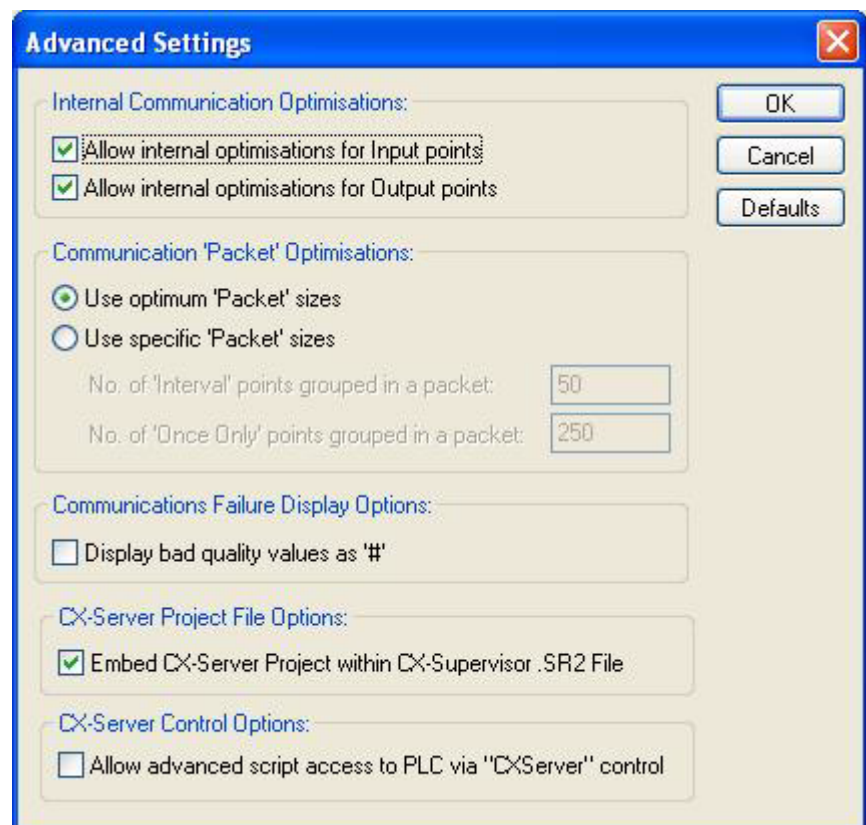 Advanced Settings
Internal Communication Optimisations:
OK
Allow internal optimisations for Input points
Cancel
Allow internal optimisations for Output points
Defaults
Communication 'Packet' Optimisations:
Use optimum 'Packet' sizes
Use specific 'Packet' sizes
No. of 'Interval' points grouped in a packet: 50
No. of 'Once Only' points grouped in a packet: 250
Communications Failure Display Options:
Display bad quality values as '#'
CX-Server Project File Options:
Embed CX-Server Project within CX-Supervisor .SR2 File
CX-Server Control Options:
Allow advanced script access to PLC via "CXServer" control